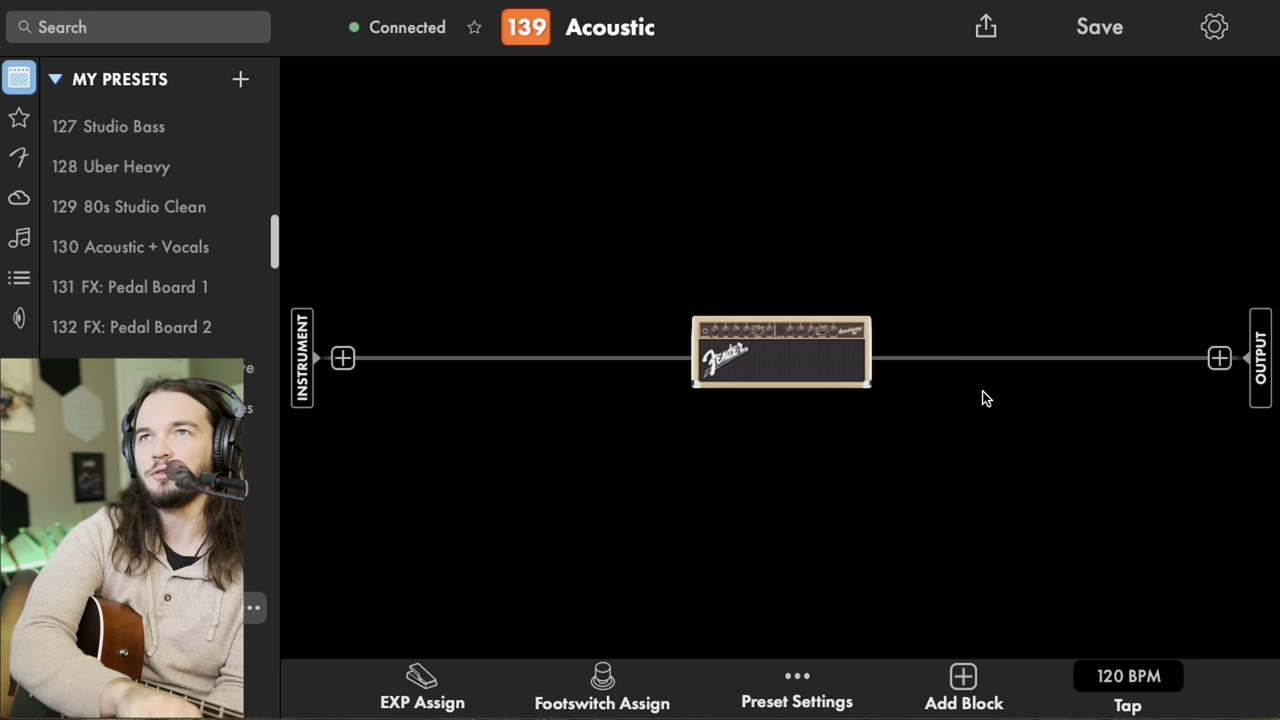 Search
Connected
139
Acoustic
Save
MY PRESETS
127 Studio Bass
128 Uber Heavy
129 80s Studio Clean
130 Acoustic + Vocals
131 FX: Pedal Board 1
132 FX: Pedal Board 2
INSTRUMENT
Fender
OUTPUT
EXP Assign
Footswitch Assign
Preset Settings
Add Block
120 BPM
Tap